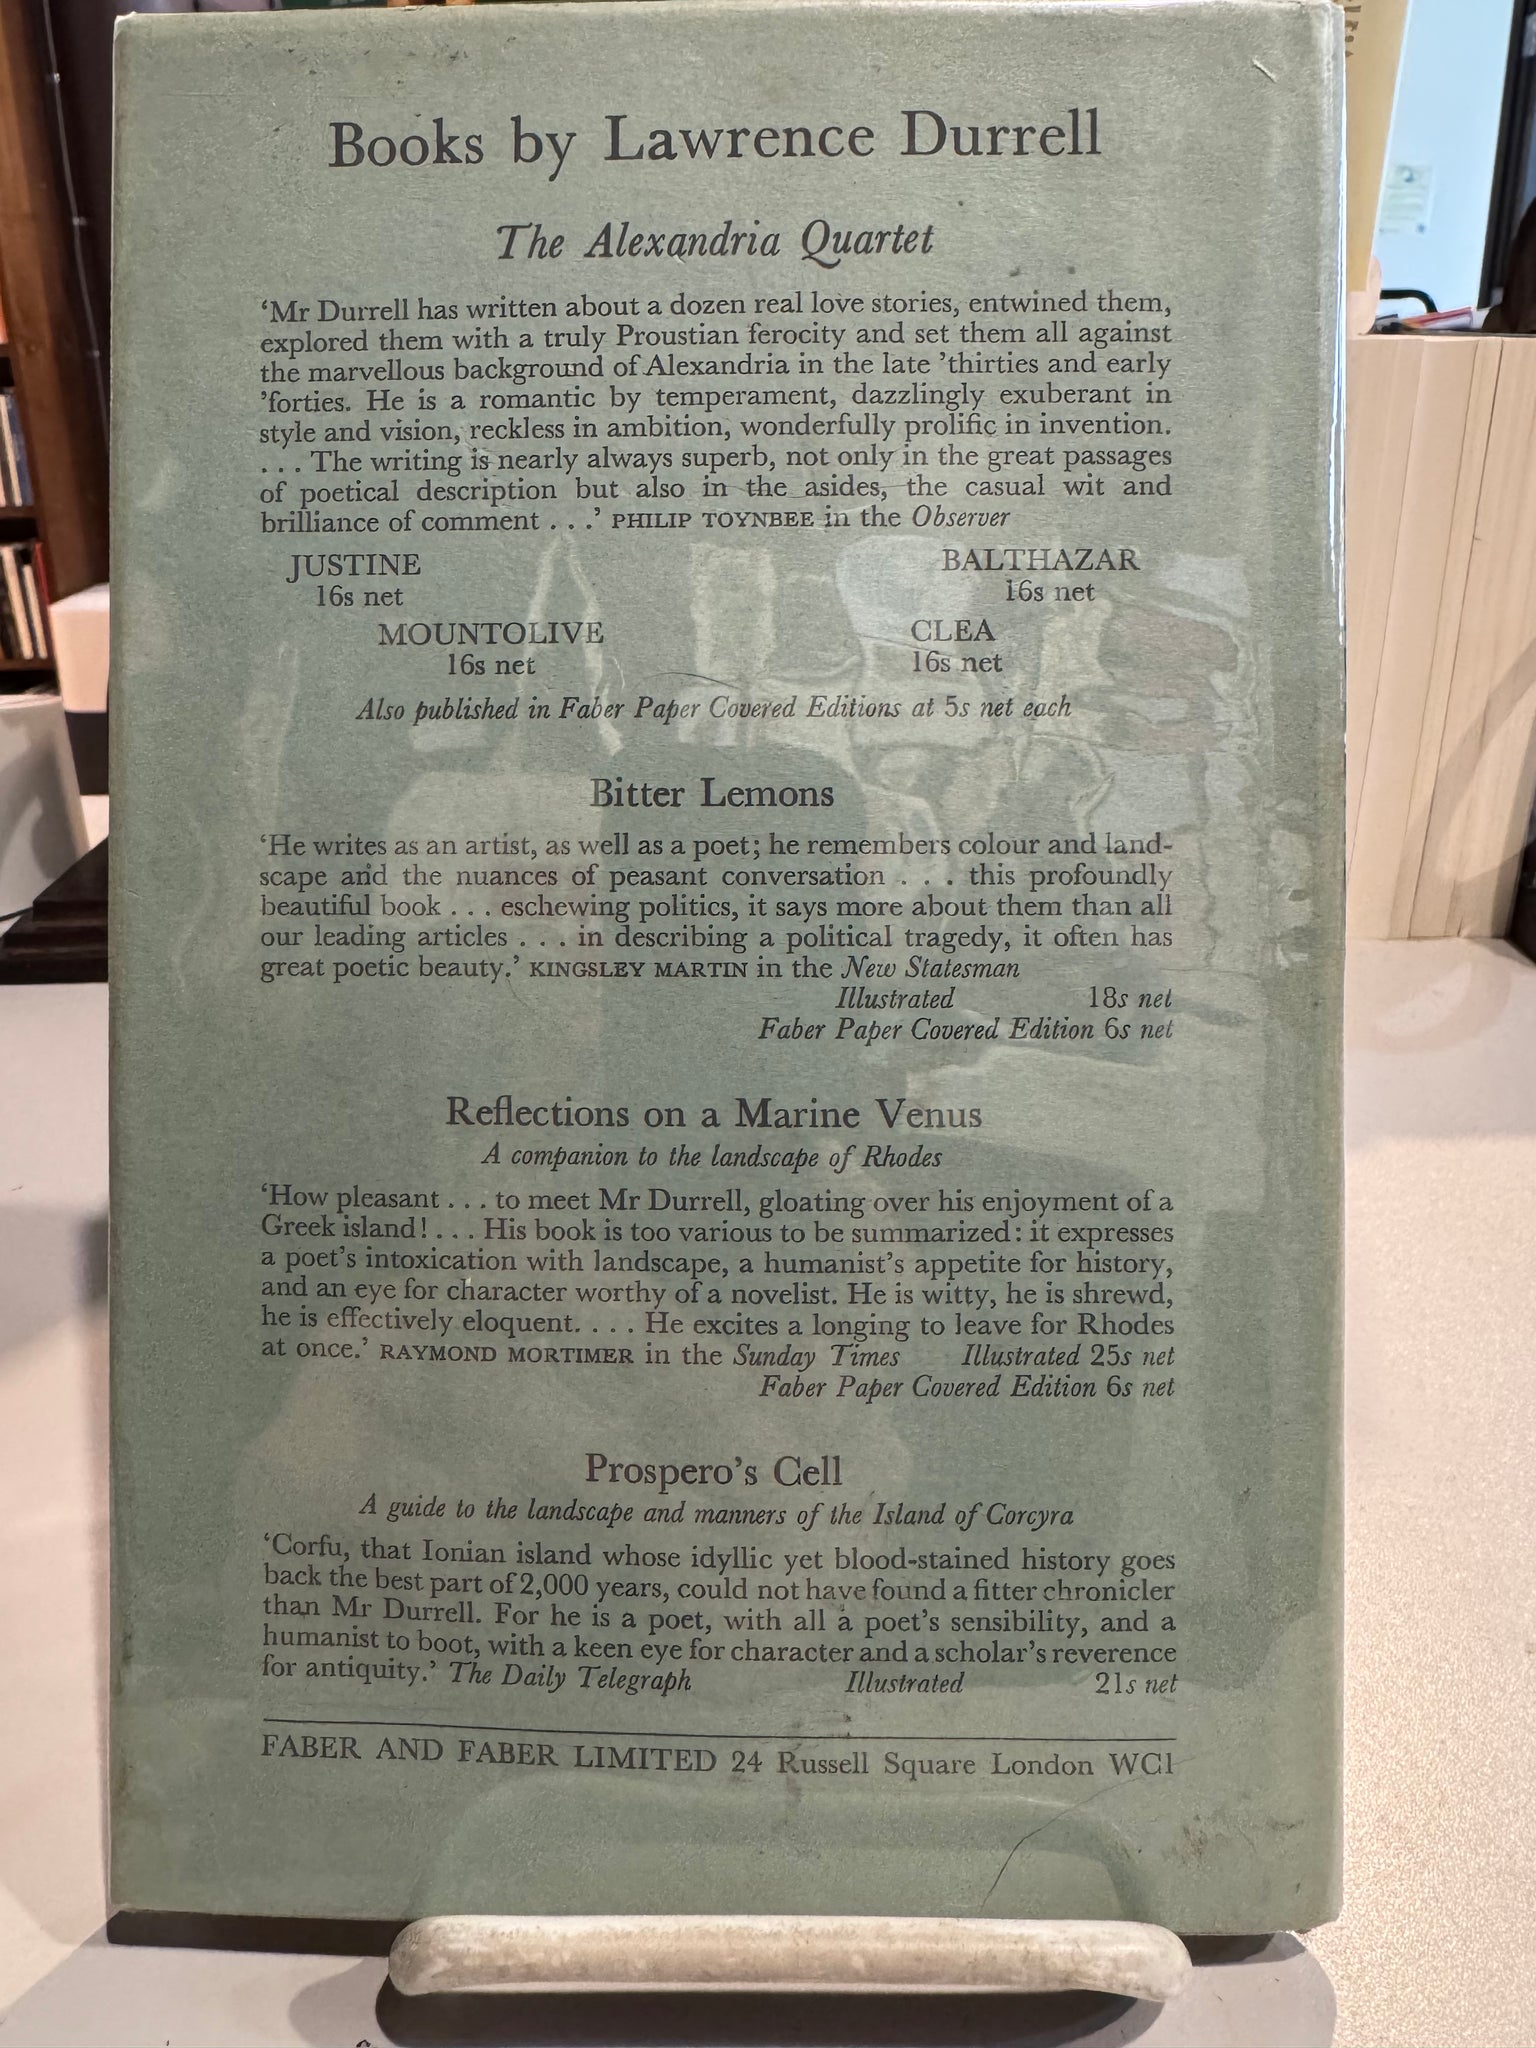 Books by Lawrence Durrell
The Alexandria Quartet
‘Mr Durrell has written about a dozen real love stories, entwined them,
explored them with a truly Proustian ferocity and set them all against
the marvellous background of Alexandria in the late ’thirties and early
’forties. He is a romantic by temperament, dazzlingly exuberant in
style and vision, reckless in ambition, wonderfully prolific in invention.
. . . The writing is nearly always superb, not only in the great passages
of poetical description but also in the asides, the casual wit and
brilliance of comment . . .’ PHILIP TOYNBEE in the Observer
JUSTINE BALTHAZAR
16s net 16s net
MOUNTOLIVE CLEA
16s net 16s net
Also published in Faber Paper Covered Editions at 5s net each
Bitter Lemons
‘He writes as an artist, as well as a poet; he remembers colour and land-
scape and the nuances of peasant conversation . . . this profoundly
beautiful book . . . eschewing politics, it says more about them than all
our leading articles . . . in describing a political tragedy, it often has
great poetic beauty.’ KINGSLEY MARTIN in the New Statesman
Illustrated 18s net
Faber Paper Covered Edition 6s net
Reflections on a Marine Venus
A companion to the landscape of Rhodes
‘How pleasant . . . to meet Mr Durrell, gloating over his enjoyment of a
Greek island! . . . His book is too various to be summarized: it expresses
a poet’s intoxication with landscape, a humanist’s appetite for history,
and an eye for character worthy of a novelist. He is witty, he is shrewd,
he is effectively eloquent. . . . He excites a longing to leave for Rhodes
at once.’ RAYMOND MORTIMER in the Sunday Times Illustrated 25s net
Faber Paper Covered Edition 6s net
Prospero’s Cell
A guide to the landscape and manners of the Island of Corcyra
‘Corfu, that Ionian island whose idyllic yet blood-stained history goes
back the best part of 2,000 years, could not have found a fitter chronicler
than Mr Durrell. For he is a poet, with all a poet’s sensibility, and a
humanist to boot, with a keen eye for character and a scholar’s reverence
for antiquity.’ The Daily Telegraph Illustrated 21s net
FABER AND FABER LIMITED 24 Russell Square London WC1